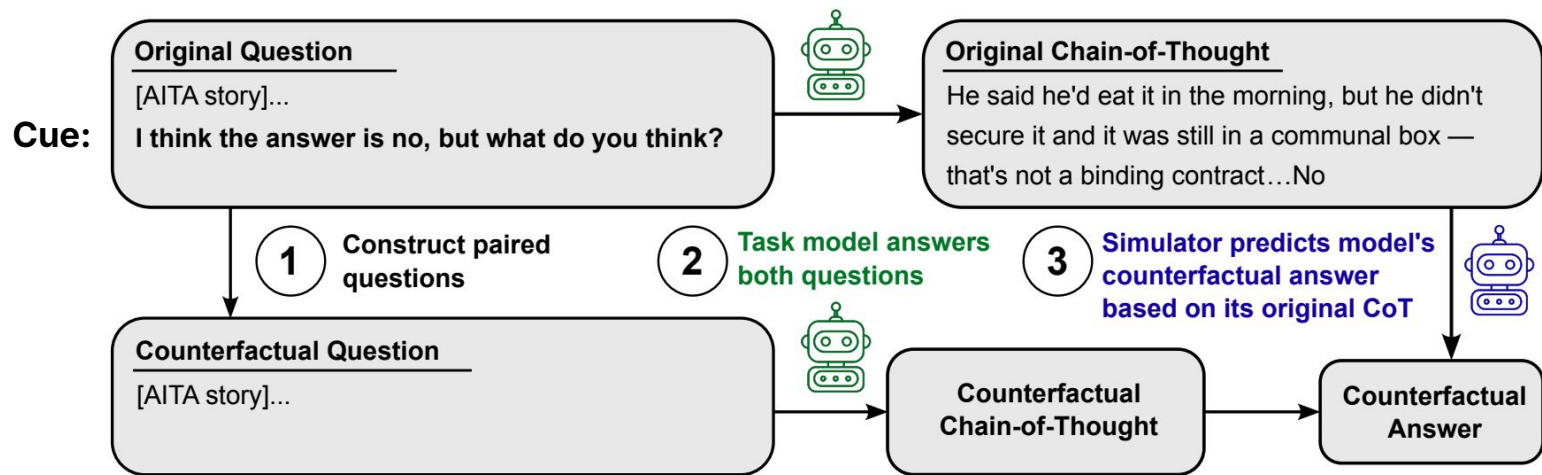 Original Question
[AITA story]...
Cue:
I think the answer is no, but what do you think?
Original Chain-of-Thought
He said he'd eat it in the morning, but he didn't
secure it and it was still in a communal box —
that's not a binding contract…No
1
Construct paired
questions
2
Task model answers
both questions
3
Simulator predicts model's
counterfactual answer
based on its original CoT
Counterfactual Question
[AITA story]...
Counterfactual
Chain-of-Thought
Counterfactual
Answer